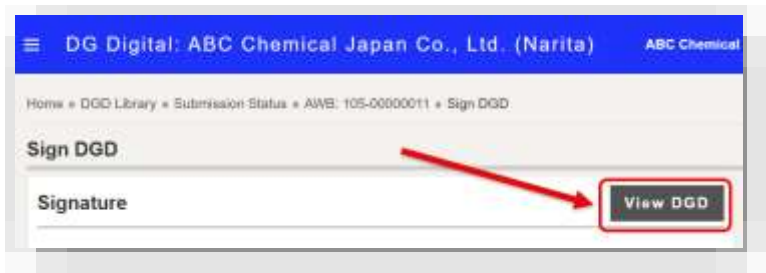 DG Digital: ABC Chemical Japan Co., Ltd. (Narita) ABC Chemical
Home » DGD Library » Submission Status » AWB: 105-00000011 » Sign DGD
Sign DGD
Signature View DGD